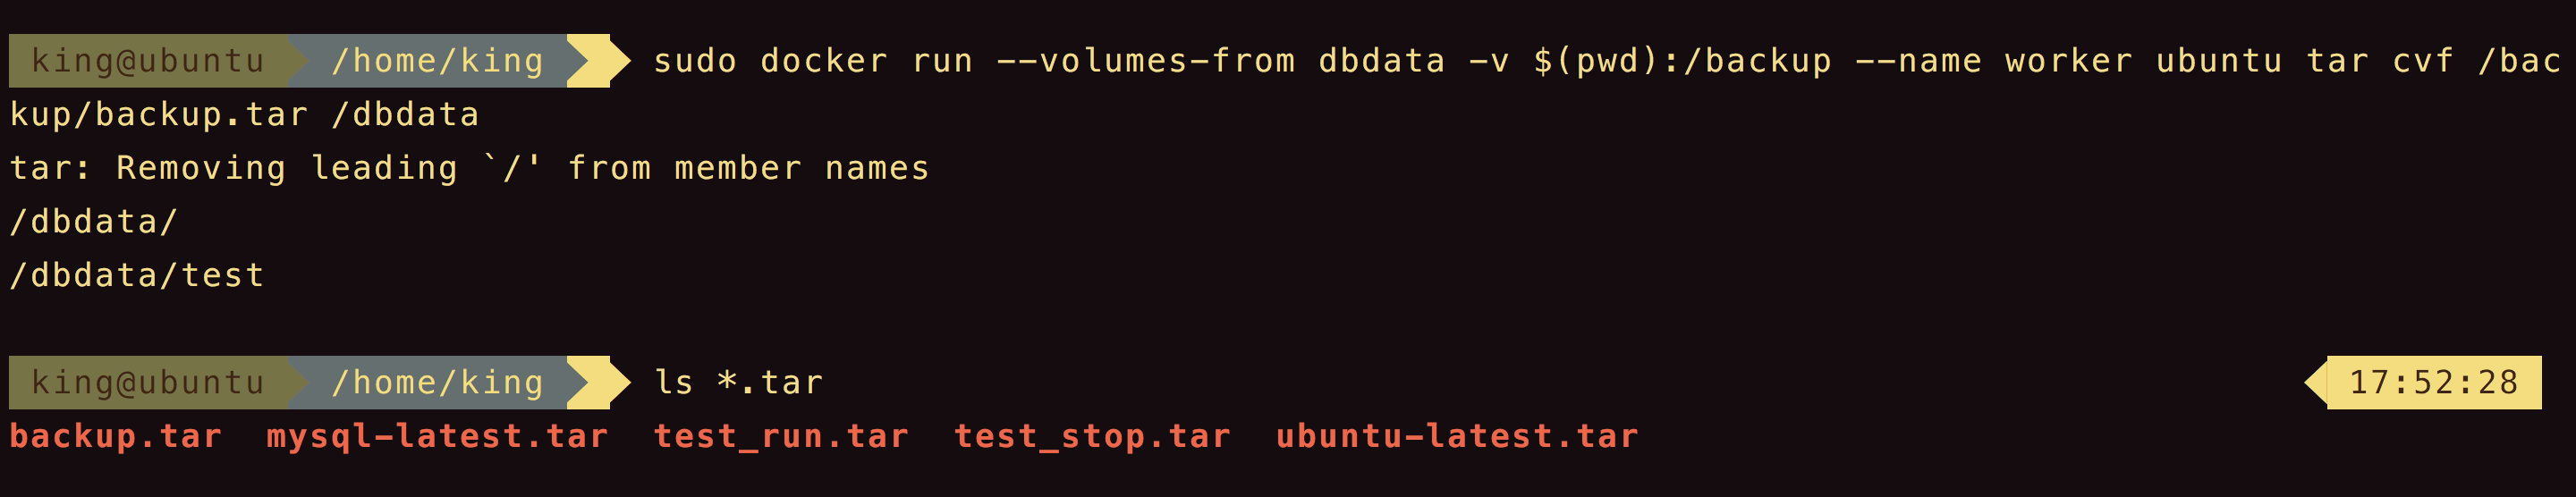 king@ubuntu /home/king sudo docker run --volumes-from dbdata -v $(pwd):/backup --name worker ubuntu tar cvf /bac
kup/backup.tar /dbdata
tar: Removing leading `/' from member names
/dbdata/
/dbdata/test
king@ubuntu /home/king ls *.tar 17:52:28
backup.tar mysql-latest.tar test_run.tar test_stop.tar ubuntu-latest.tar